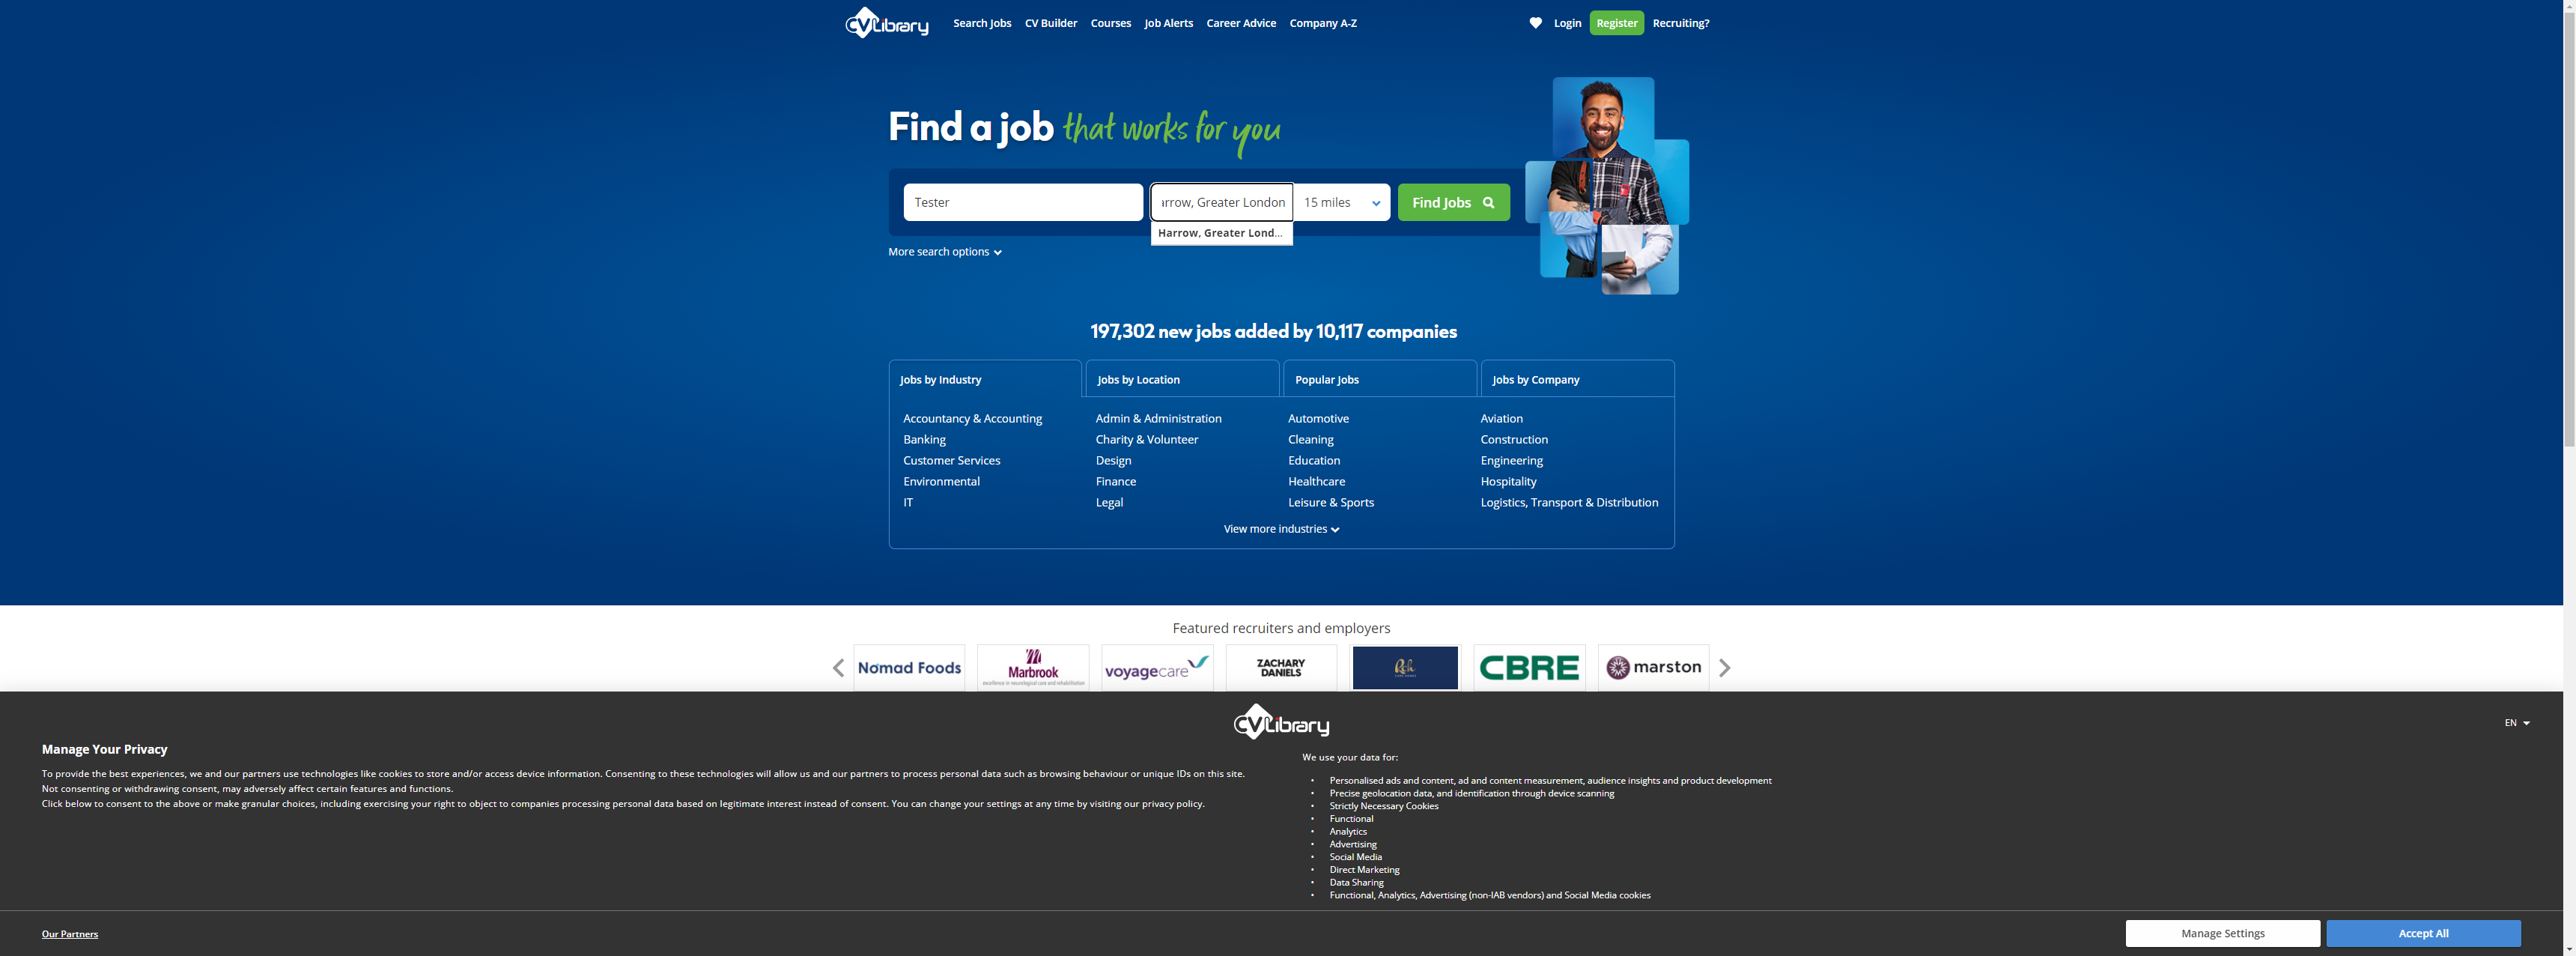 CVLibrary
Search Jobs
CV Builder
Courses
Job Alerts
Career Advice
Company A-Z
Login
Register
Recruiting?
Find a job that works for you
Tester
arrow, Greater London
15 miles
Find Jobs
Harrow, Greater Lond...
More search options
197,302 new jobs added by 10,117 companies
Jobs by Industry
Jobs by Location
Popular Jobs
Jobs by Company
Accountancy & Accounting
Admin & Administration
Automotive
Aviation
Banking
Charity & Volunteer
Cleaning
Construction
Customer Services
Design
Education
Engineering
Environmental
Finance
Healthcare
Hospitality
IT
Legal
Leisure & Sports
Logistics, Transport & Distribution
View more industries
Featured recruiters and employers
Nomad Foods
Marbrook
excellence in neurological care and rehabilitation
voyagecare
ZACHARY
DANIELS
Rch
CBRE
marston
CVLibrary
EN
Manage Your Privacy
To provide the best experiences, we and our partners use technologies like cookies to store and/or access device information. Consenting to these technologies will allow us and our partners to process personal data such as browsing behaviour or unique IDs on this site.
Not consenting or withdrawing consent, may adversely affect certain features and functions.
Click below to consent to the above or make granular choices, including exercising your right to object to companies processing personal data based on legitimate interest instead of consent. You can change your settings at any time by visiting our privacy policy.
We use your data for:
• Personalised ads and content, ad and content measurement, audience insights and product development
• Precise geolocation data, and identification through device scanning
• Strictly Necessary Cookies
• Functional
• Analytics
• Advertising
• Social Media
• Direct Marketing
• Data Sharing
• Functional, Analytics, Advertising (non-IAB vendors) and Social Media cookies
Our Partners
Manage Settings
Accept All